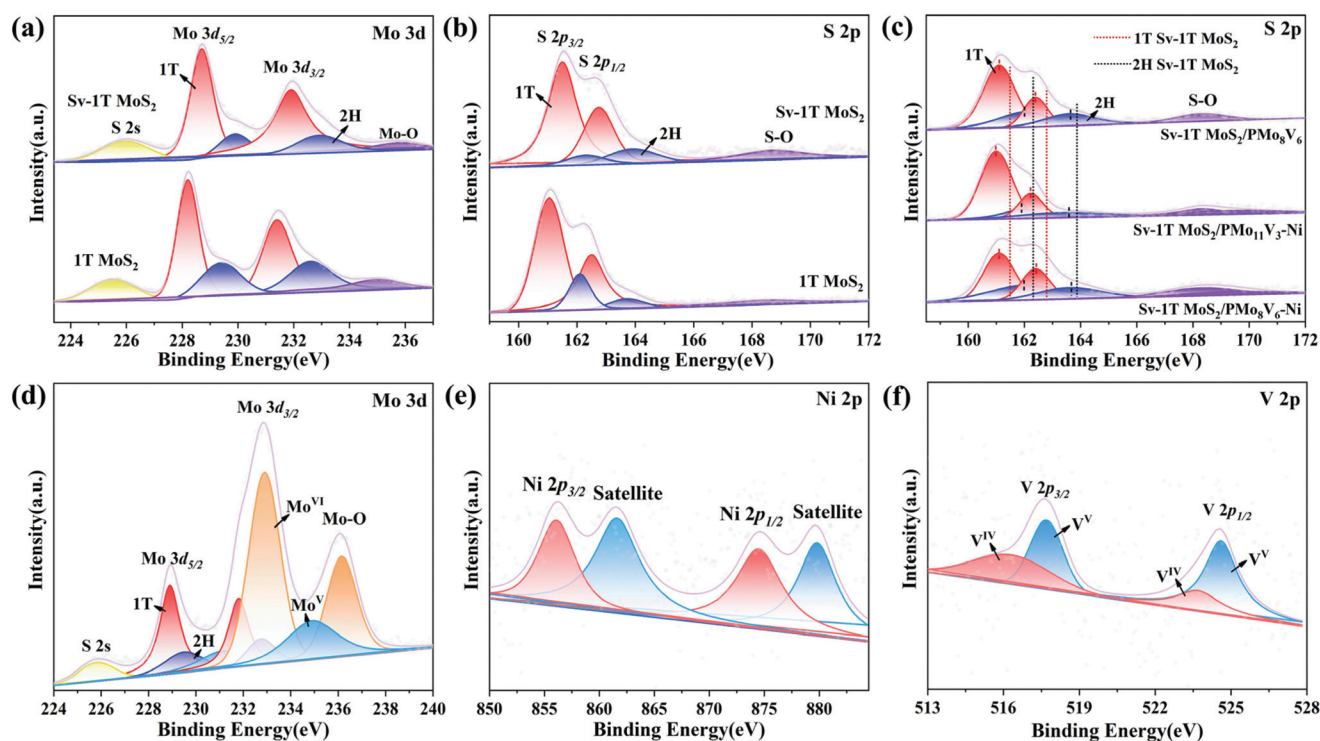 (a)
Mo 3d
Mo 3d5/2
1T
Mo 3d3/2
Sv-1T MoS2
S 2s
2H
Mo-O
1T MoS2
Intensity(a.u.)
224 226 228 230 232 234 236
Binding Energy(eV)
(b)
S 2p
S 2p3/2
S 2p1/2
1T
Sv-1T MoS2
2H
S-O
1T MoS2
Intensity(a.u.)
160 162 164 166 168 170 172
Binding Energy(eV)
(c)
S 2p
1T Sv-1T MoS2
2H Sv-1T MoS2
1T
2H
S-O
Sv-1T MoS2/PMo8V6
Sv-1T MoS2/PMo11V3-Ni
Sv-1T MoS2/PMo8V6-Ni
Intensity(a.u.)
160 162 164 166 168 170 172
Binding Energy(eV)
(d)
Mo 3d
Mo 3d3/2
MoVI
Mo-O
Mo 3d5/2
1T
MoV
2H
S 2s
Intensity(a.u.)
224 226 228 230 232 234 236 238 240
Binding Energy(eV)
(e)
Ni 2p
Ni 2p3/2
Satellite
Ni 2p1/2
Satellite
Intensity(a.u.)
850 855 860 865 870 875 880
Binding Energy(eV)
(f)
V 2p
V 2p3/2
VV
VIV
V 2p1/2
VV
VIV
Intensity(a.u.)
513 516 519 522 525 528
Binding Energy(eV)